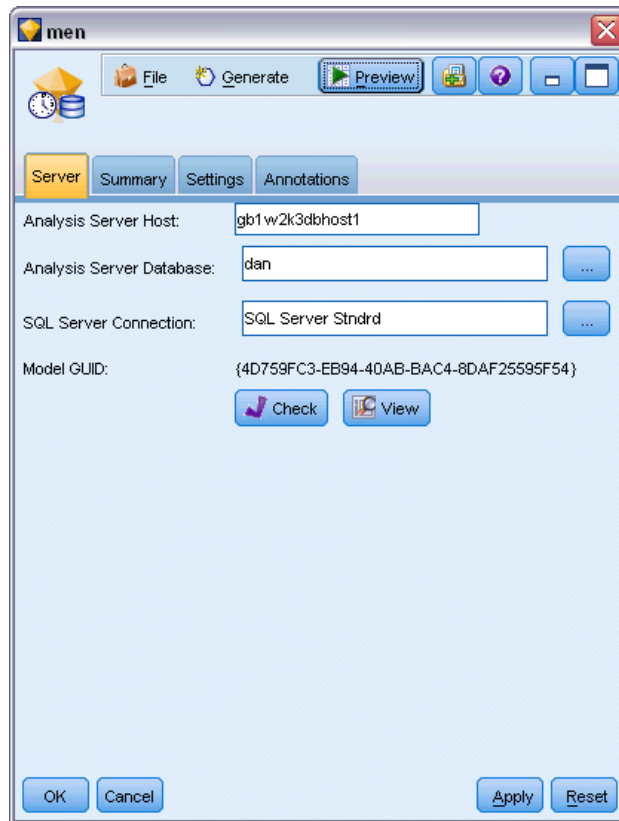 men
File Generate Preview
Server Summary Settings Annotations
Analysis Server Host: gb1w2k3dbhost1
Analysis Server Database: dan ...
SQL Server Connection: SQL Server Stndrd ...
Model GUID: {4D759FC3-EB94-40AB-BAC4-8DAF25595F54}
Check View
OK Cancel Apply Reset